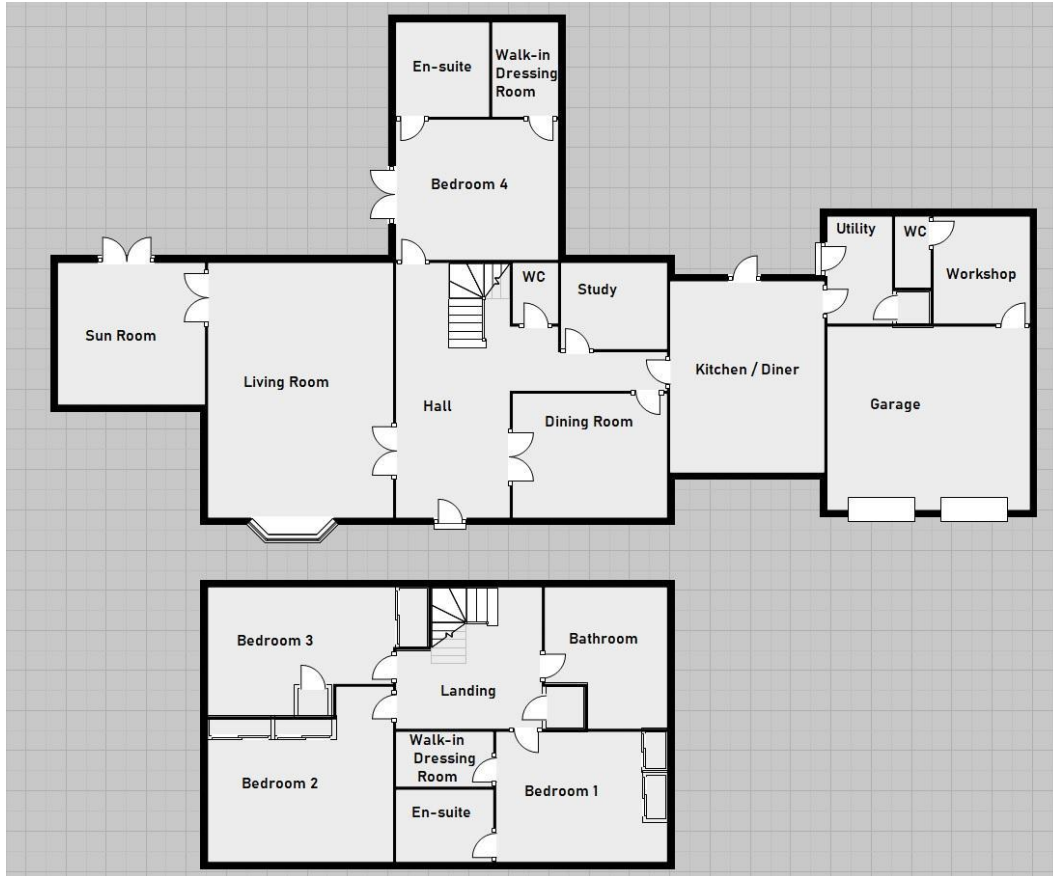 En-suite
Walk-in
Dressing
Room
Bedroom 4
Utility
WC
Workshop
WC
Study
Sun Room
Living Room
Kitchen / Diner
Hall
Garage
Dining Room
Bedroom 3
Bathroom
Landing
Walk-in
Dressing
Room
Bedroom 2
Bedroom 1
En-suite